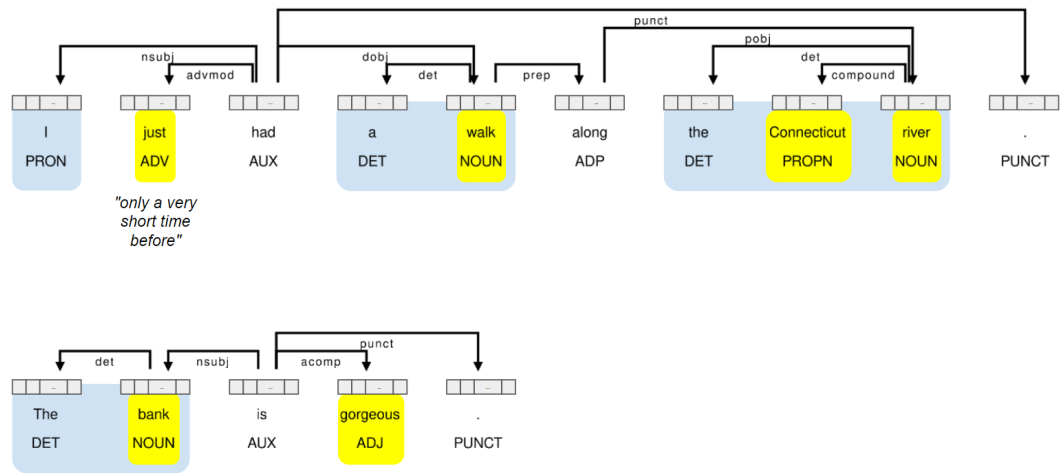 punct
punct
nsubj
dobj
pobj
advmod
det
prep
det
compound
I just had a walk along the Connecticut river .
PRON ADV AUX DET NOUN ADP DET PROPN NOUN PUNCT
"only a very
short time
before"
punct
det nsubj acomp
The bank is gorgeous .
DET NOUN AUX ADJ PUNCT